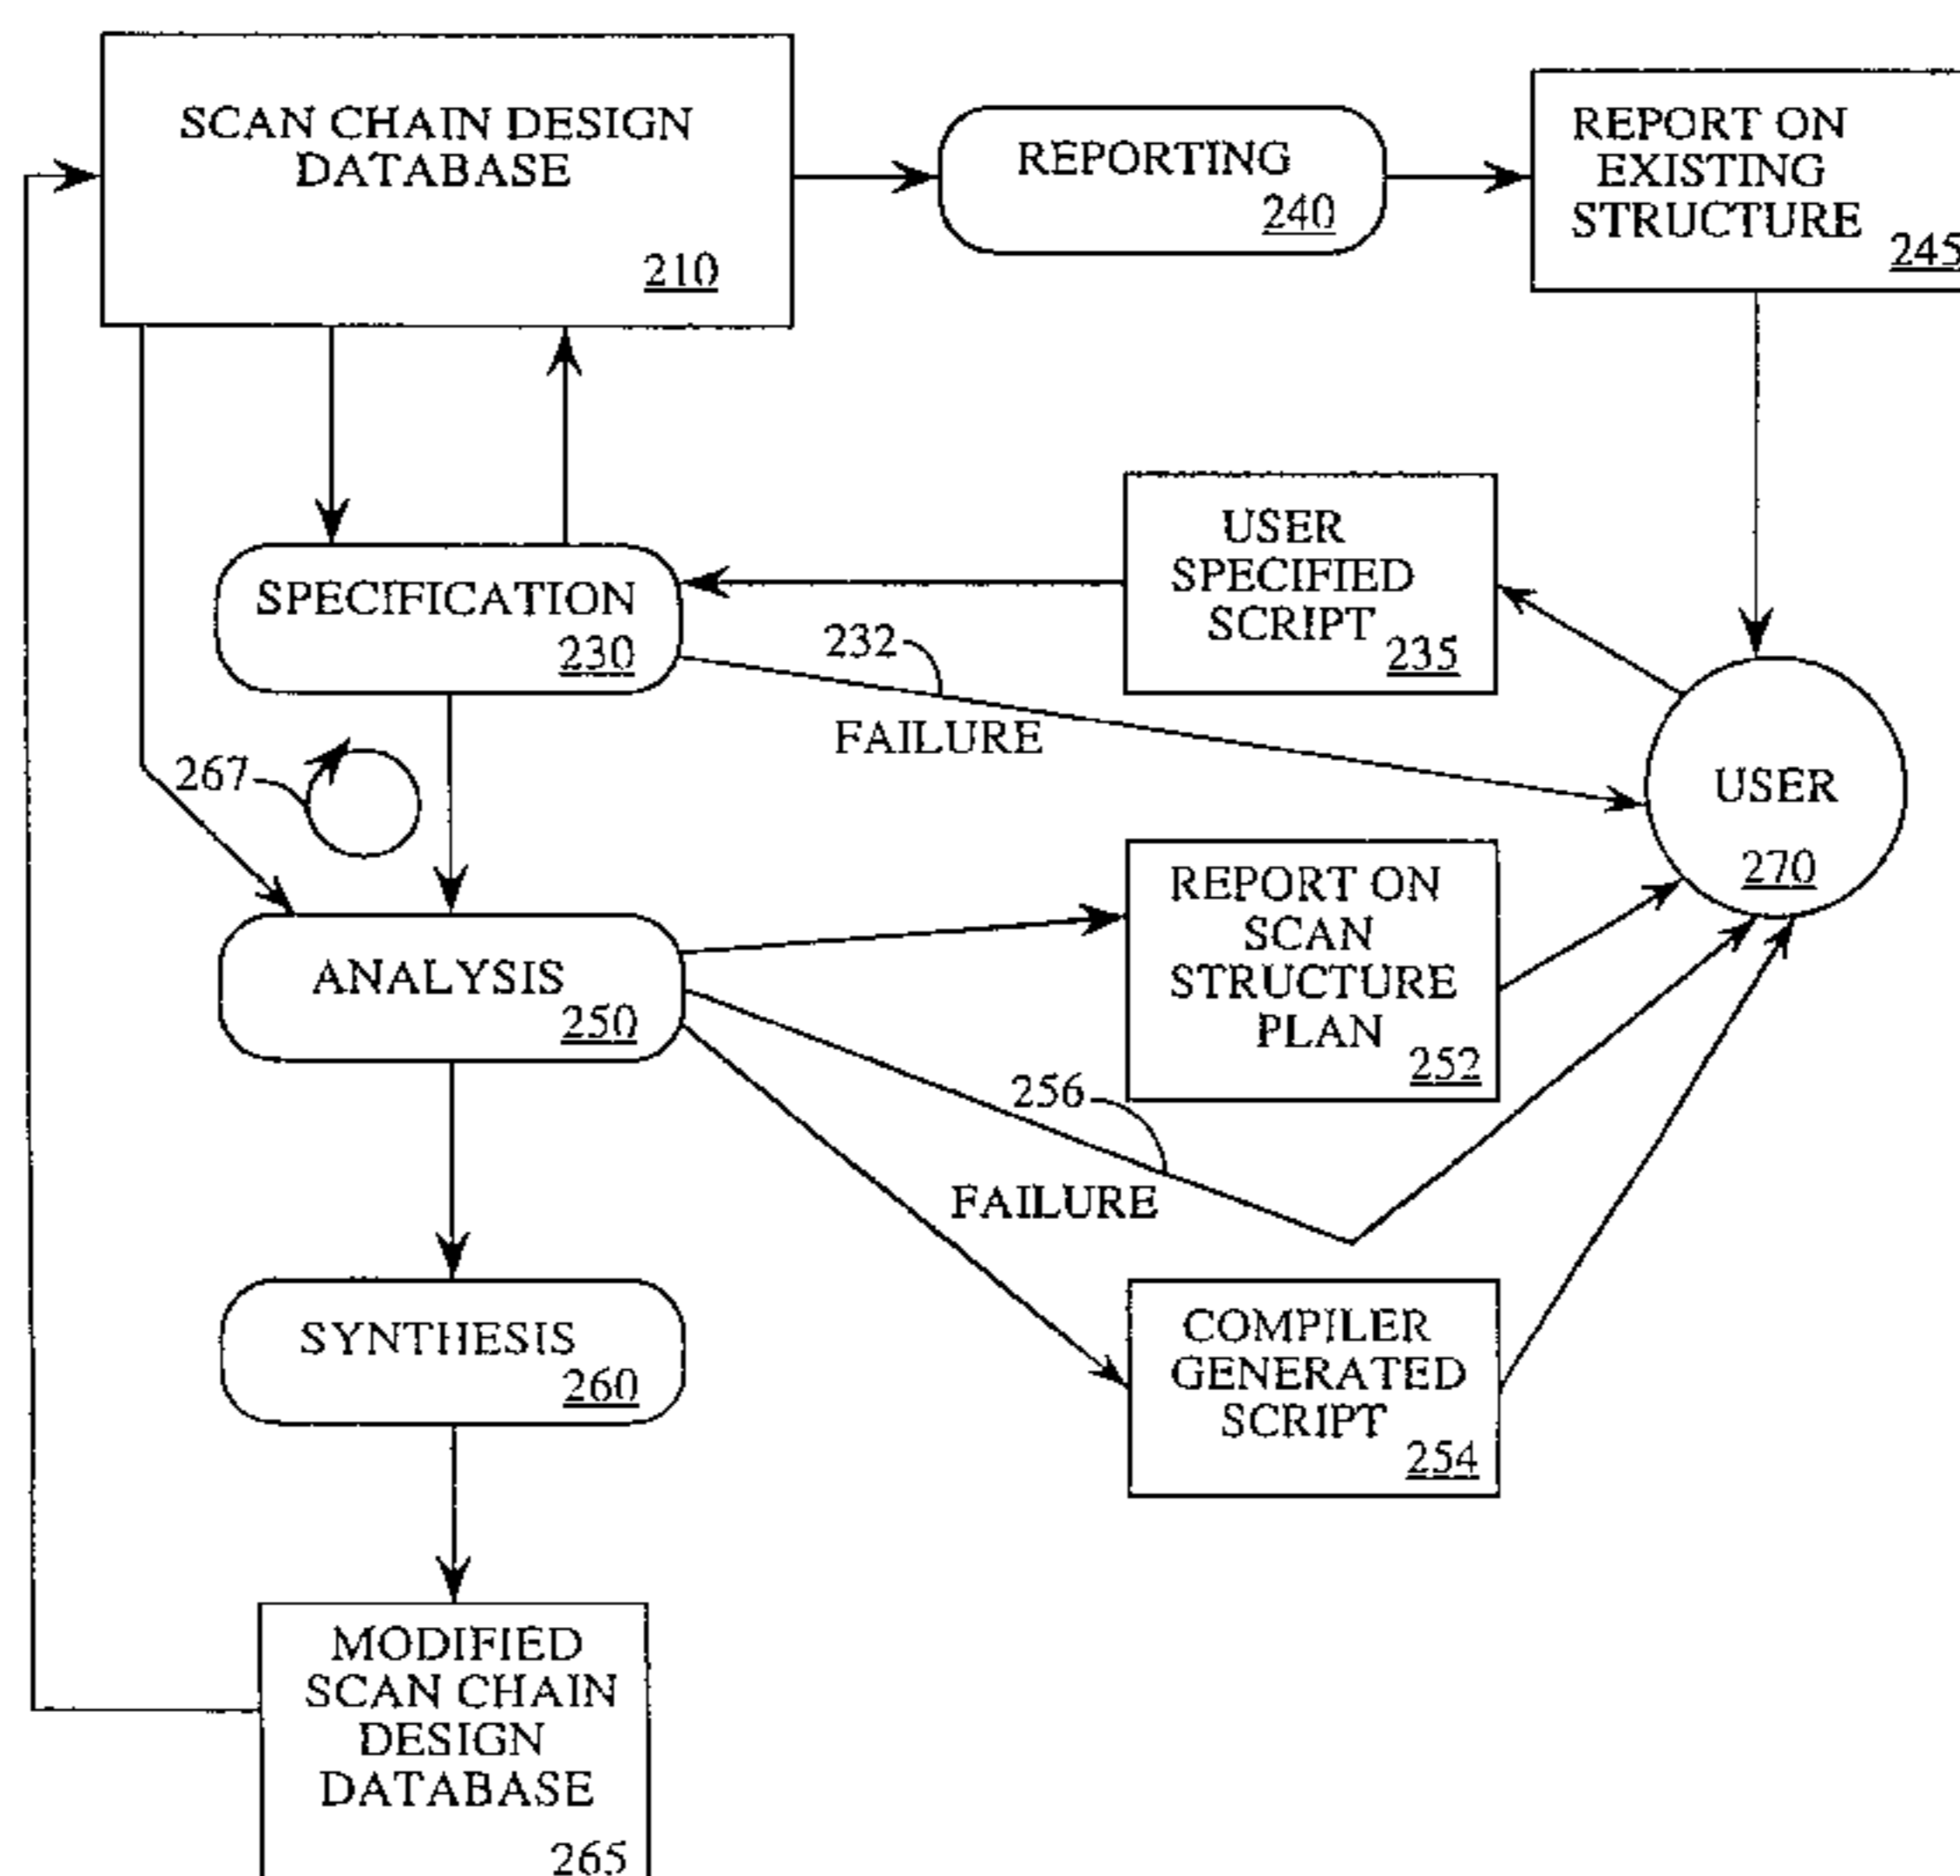 SCAN CHAIN DESIGN
DATABASE
210
REPORTING
240
REPORT ON
EXISTING
STRUCTURE
245
USER
SPECIFIED
SCRIPT
235
SPECIFICATION
230
232
FAILURE
267
USER
270
REPORT ON
SCAN
STRUCTURE
PLAN
252
ANALYSIS
250
256
FAILURE
SYNTHESIS
260
COMPILER
GENERATED
SCRIPT
254
MODIFIED
SCAN CHAIN
DESIGN
DATABASE
265